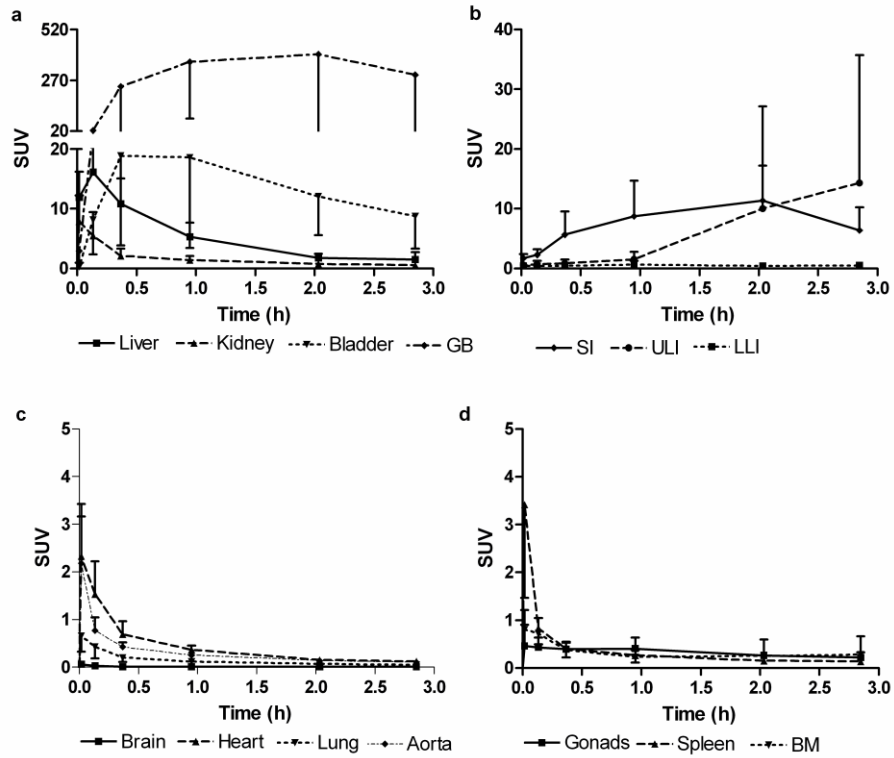 a
520
270
20
20
10
0
SUV
0.0 0.5 1.0 1.5 2.0 2.5 3.0
Time (h)
Liver Kidney Bladder GB
b
40
30
20
10
0
SUV
0.0 0.5 1.0 1.5 2.0 2.5 3.0
Time (h)
SI ULI LLI
c
5
4
3
2
1
0
SUV
0.0 0.5 1.0 1.5 2.0 2.5 3.0
Time (h)
Brain Heart Lung Aorta
d
5
4
3
2
1
0
SUV
0.0 0.5 1.0 1.5 2.0 2.5 3.0
Time (h)
Gonads Spleen BM